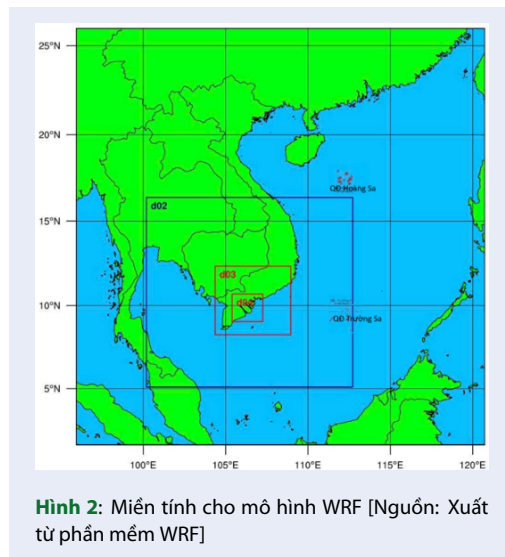 25°N
20°N
QĐ Hoàng Sa
15°N
d02
d03
10°N
QĐ Trường Sa
5°N
100°E 105°E 110°E 115°E 120°E
Hình 2: Miền tính cho mô hình WRF [Nguồn: Xuất
từ phần mềm WRF]